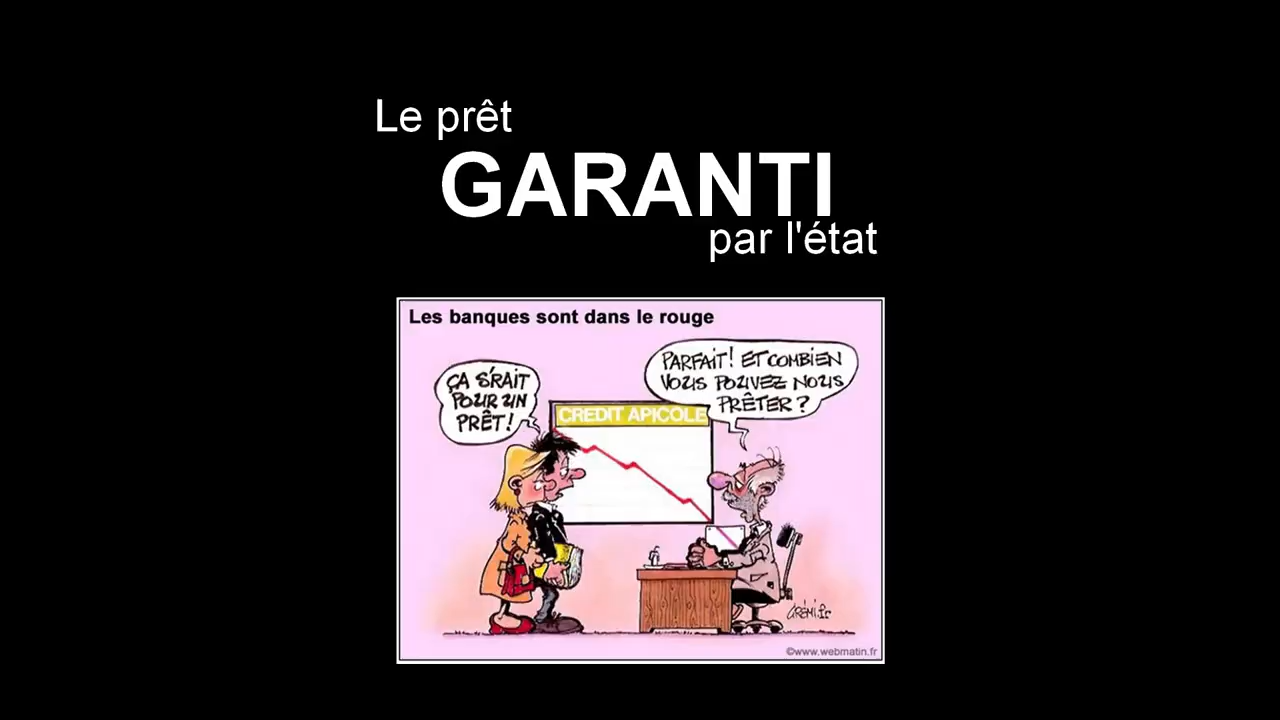 Le prêt
GARANTI
par l'état
Les banques sont dans le rouge
ÇA S'RAIT
POUR UN
PRÊT !
PARFAIT ! ET COMBIEN
VOUS POUVEZ NOUS
PRÊTER ?
CREDIT APICOLE
GRÉMI.fr
©www.webmatin.fr